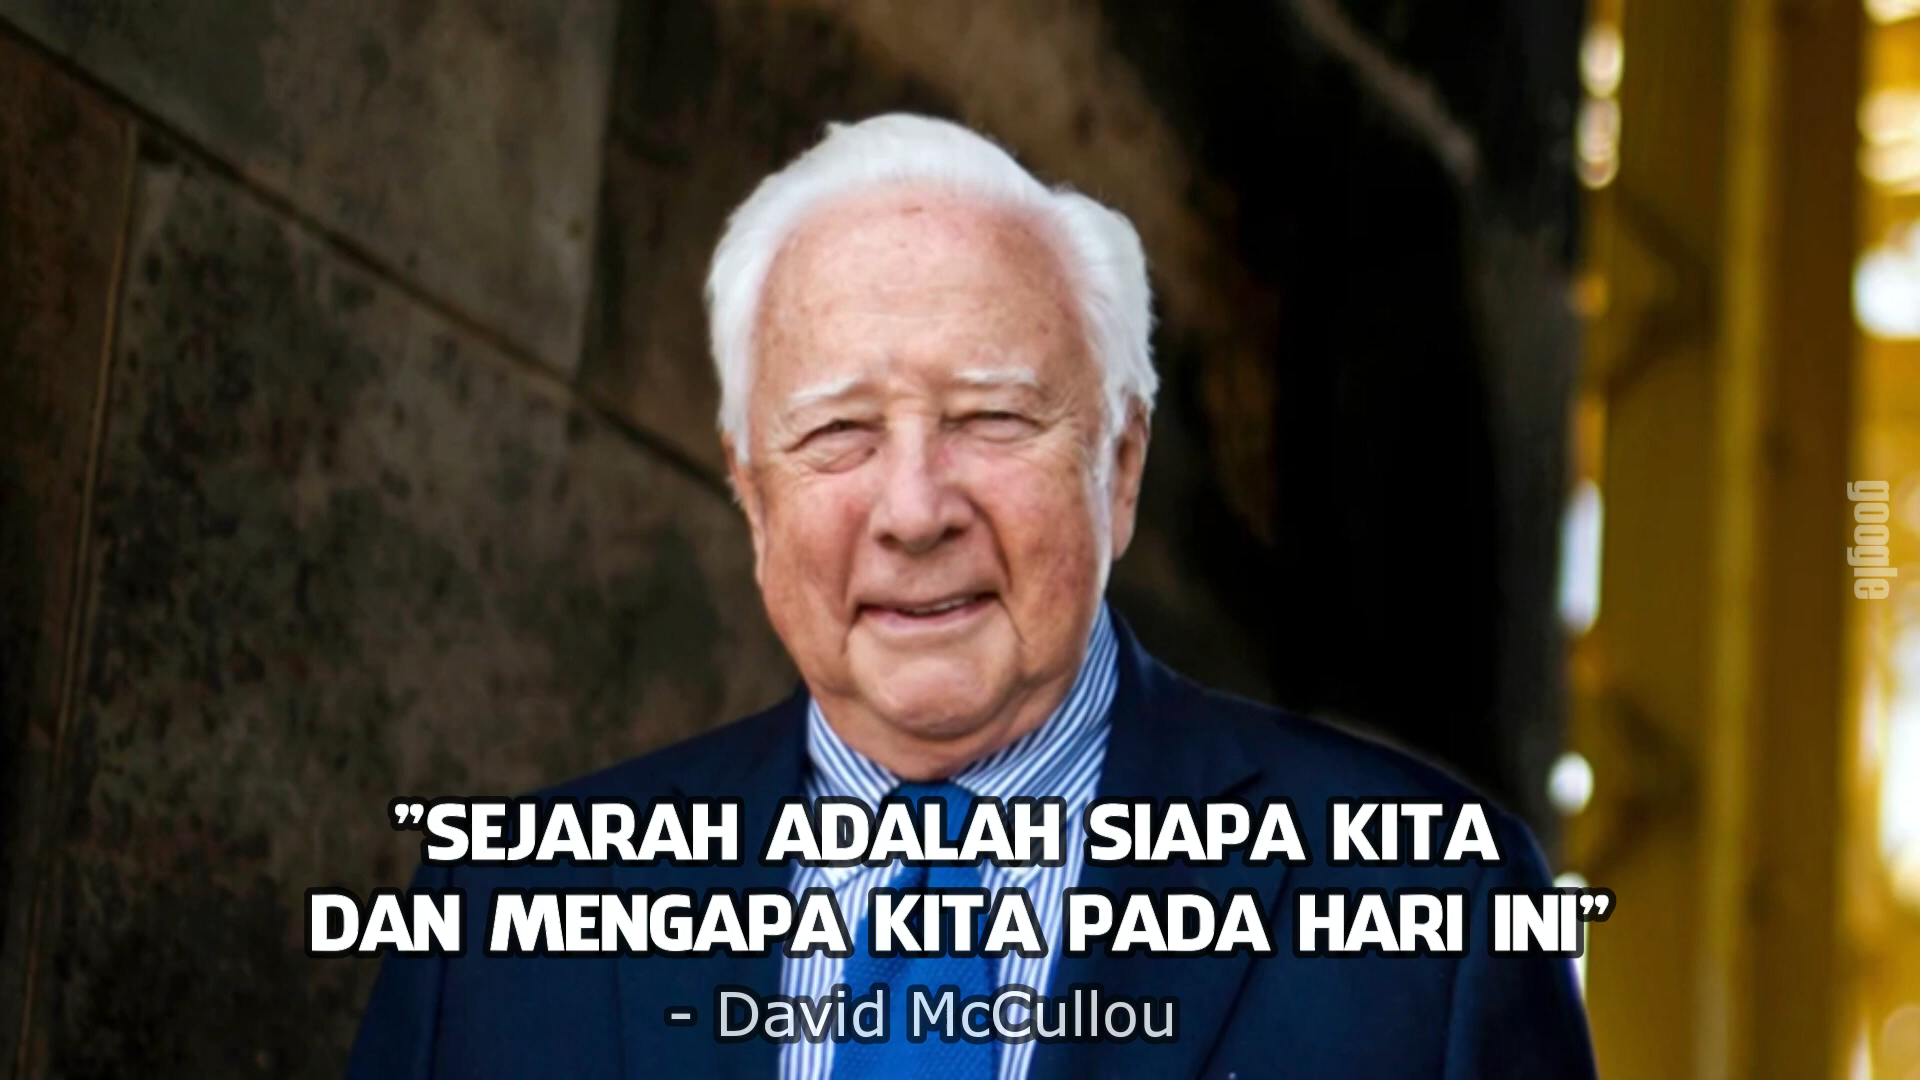 ”SEJARAH ADALAH SIAPA KITA
DAN MENGAPA KITA PADA HARI INI”
- David McCullou
google